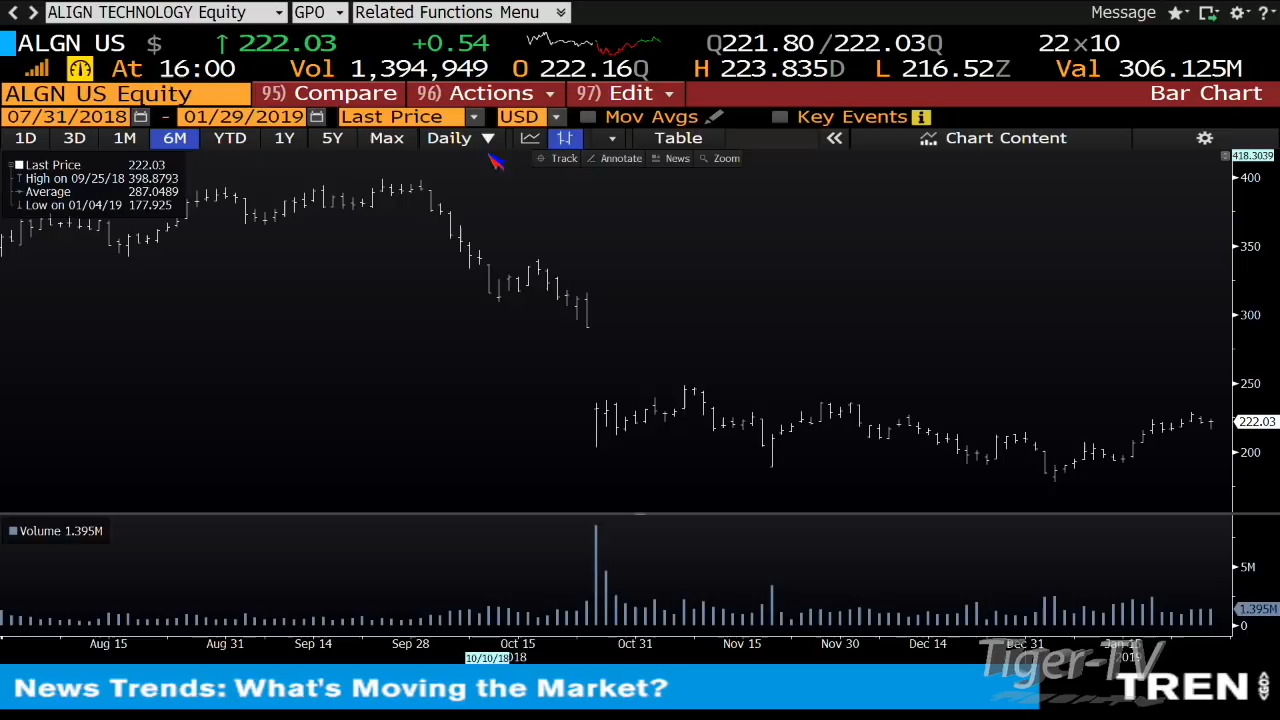 ALIGN TECHNOLOGY Equity GPO Related Functions Menu Message
ALGN US $ ↑ 222.03 +0.54 Q221.80 /222.03Q 22×10
At 16:00 Vol 1,394,949 O 222.16Q H 223.835D L 216.52Z Val 306.125M
ALGN US Equity 95) Compare 96) Actions 97) Edit Bar Chart
07/31/2018 - 01/29/2019 Last Price USD Mov Avgs Key Events
1D 3D 1M 6M YTD 1Y 5Y Max Daily ▼ Table « Chart Content
Track Annotate News Zoom
418.3039
Last Price 222.03
High on 09/25/18 398.8793
Average 287.0489
Low on 01/04/19 177.925
400
350
300
250
222.03
200
Volume 1.395M
5M
1.395M
0
Aug 15 Aug 31 Sep 14 Sep 28 Oct 15 Oct 31 Nov 15 Nov 30 Dec 14 Dec 31 Jan 15
10/10/18 2018 2019
Tiger-TV
News Trends: What's Moving the Market?
TREN